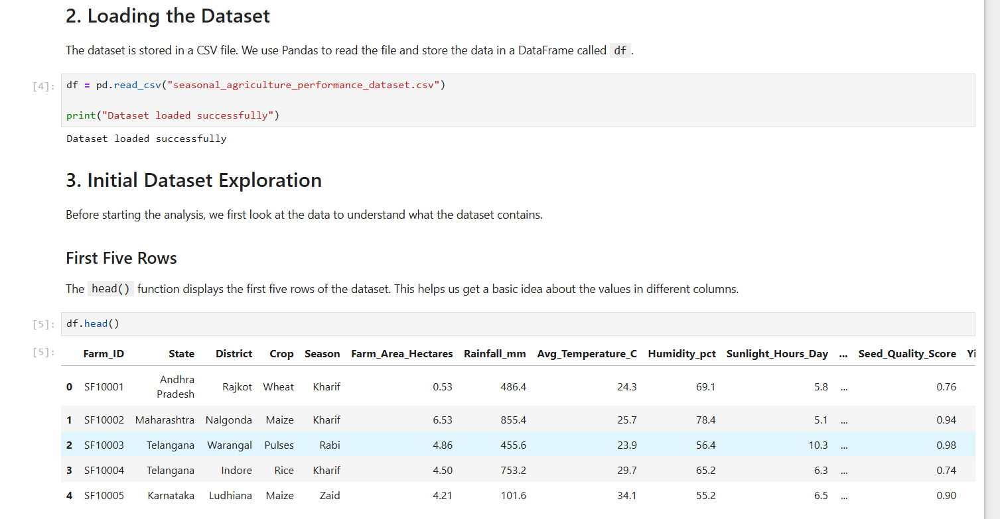 2. Loading the Dataset
The dataset is stored in a CSV file. We use Pandas to read the file and store the data in a DataFrame called df .
[4]: df = pd.read_csv("seasonal_agriculture_performance_dataset.csv")
print("Dataset loaded successfully")
Dataset loaded successfully
3. Initial Dataset Exploration
Before starting the analysis, we first look at the data to understand what the dataset contains.
First Five Rows
The head() function displays the first five rows of the dataset. This helps us get a basic idea about the values in different columns.
[5]: df.head()
[5]: Farm_ID State District Crop Season Farm_Area_Hectares Rainfall_mm Avg_Temperature_C Humidity_pct Sunlight_Hours_Day ... Seed_Quality_Score Yi
0 SF10001 Andhra Pradesh Rajkot Wheat Kharif 0.53 486.4 24.3 69.1 5.8 ... 0.76
1 SF10002 Maharashtra Nalgonda Maize Kharif 6.53 855.4 25.7 78.4 5.1 ... 0.94
2 SF10003 Telangana Warangal Pulses Rabi 4.86 455.6 23.9 56.4 10.3 ... 0.98
3 SF10004 Telangana Indore Rice Kharif 4.50 753.2 29.7 65.2 6.3 ... 0.74
4 SF10005 Karnataka Ludhiana Maize Zaid 4.21 101.6 34.1 55.2 6.5 ... 0.90